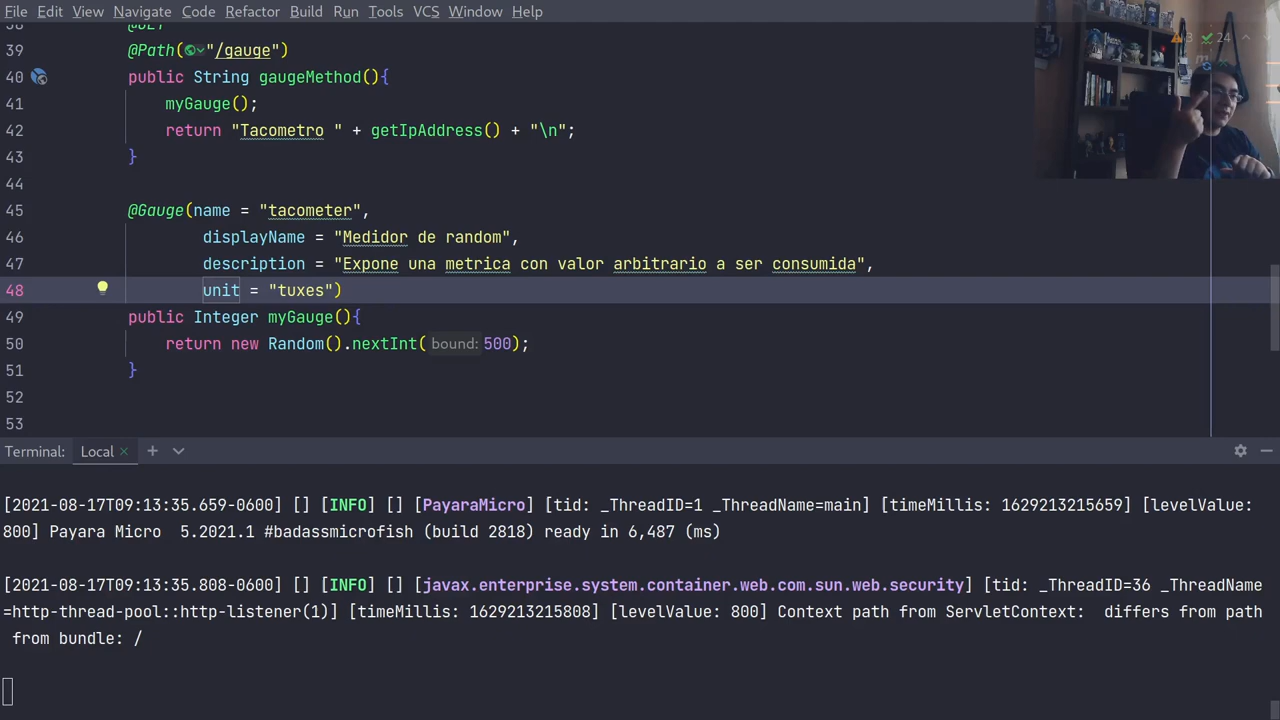 File Edit View Navigate Code Refactor Build Run Tools VCS Window Help
38
39 @Path("/gauge")
3 24
40 public String gaugeMethod(){
41 myGauge();
42 return "Tacometro " + getIpAddress() + "\n";
43 }
44
45 @Gauge(name = "tacometer",
46 displayName = "Medidor de random",
47 description = "Expone una metrica con valor arbitrario a ser consumida",
48 unit = "tuxes")
49 public Integer myGauge(){
50 return new Random().nextInt( bound: 500);
51 }
52
53
Terminal: Local × +
[2021-08-17T09:13:35.659-0600] [] [INFO] [] [PayaraMicro] [tid: _ThreadID=1 _ThreadName=main] [timeMillis: 1629213215659] [levelValue:
800] Payara Micro  5.2021.1 #badassmicrofish (build 2818) ready in 6,487 (ms)
[2021-08-17T09:13:35.808-0600] [] [INFO] [] [javax.enterprise.system.container.web.com.sun.web.security] [tid: _ThreadID=36 _ThreadName
=http-thread-pool::http-listener(1)] [timeMillis: 1629213215808] [levelValue: 800] Context path from ServletContext:  differs from path
from bundle: /